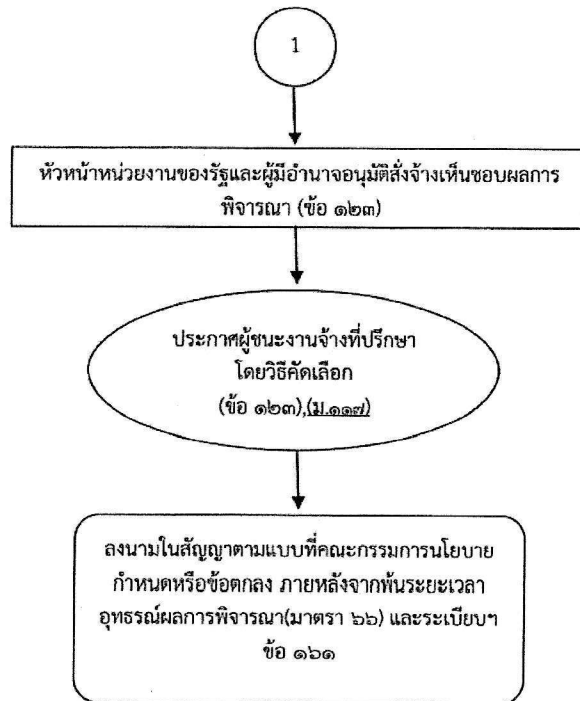 1
หัวหน้าหน่วยงานของรัฐและผู้มีอำนาจอนุมัติสั่งจ้างเห็นชอบผลการ
พิจารณา (ข้อ ๑๒๓)
ประกาศผู้ชนะงานจ้างที่ปรึกษา
โดยวิธีคัดเลือก
(ข้อ ๑๒๓),(ม.๑๑๗)
ลงนามในสัญญาตามแบบที่คณะกรรมการนโยบาย
กำหนดหรือข้อตกลง ภายหลังจากพ้นระยะเวลา
อุทธรณ์ผลการพิจารณา(มาตรา ๖๖) และระเบียบฯ
ข้อ ๑๖๑